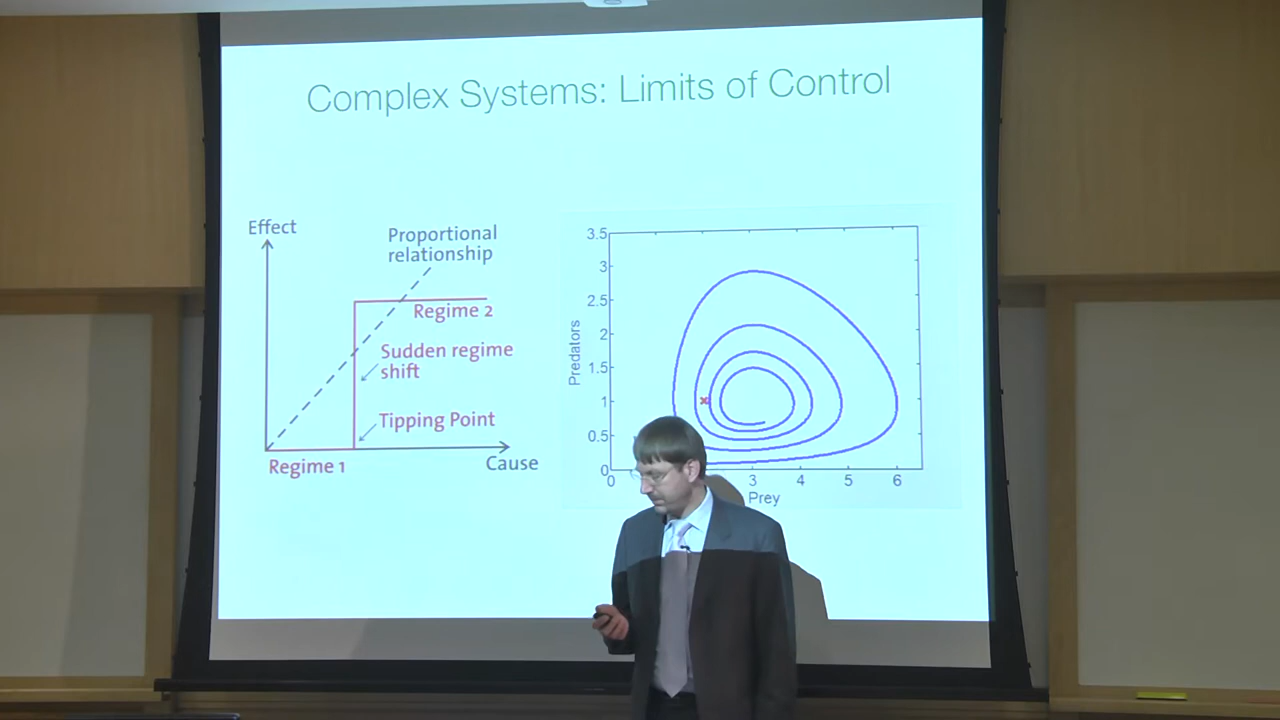 Complex Systems: Limits of Control
Effect
Proportional
relationship
Regime 2
Sudden regime
shift
Tipping Point
Regime 1
Cause
3.5
3
2.5
2
1.5
1
0.5
0
Predators
0 3 4 5 6
Prey